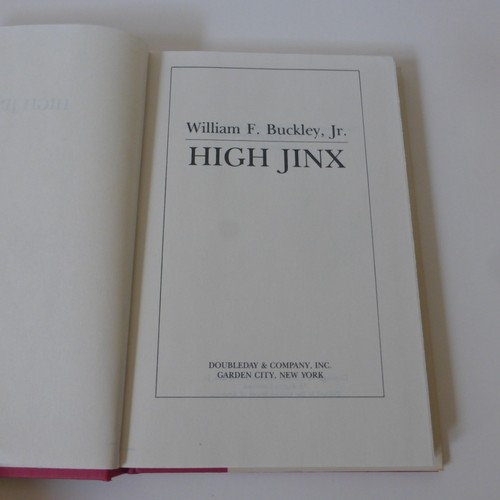 William F. Buckley, Jr.
HIGH JINX
DOUBLEDAY & COMPANY, INC.
GARDEN CITY, NEW YORK